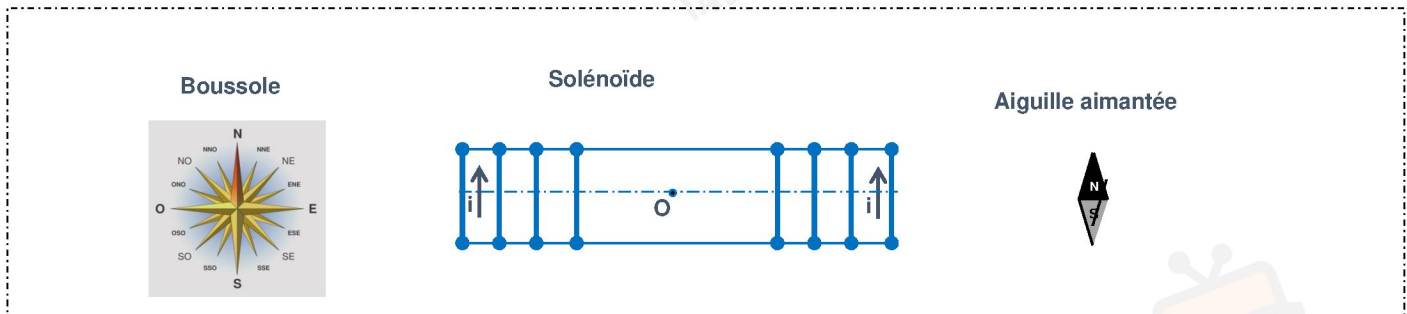 Solénoïde
Boussole
Aiguille aimantée
N
NNO
NNE
NO
NE
ONO
ENE
O
E
OSO
ESE
SO
SE
SSO
SSE
S
i
O
i
N
S